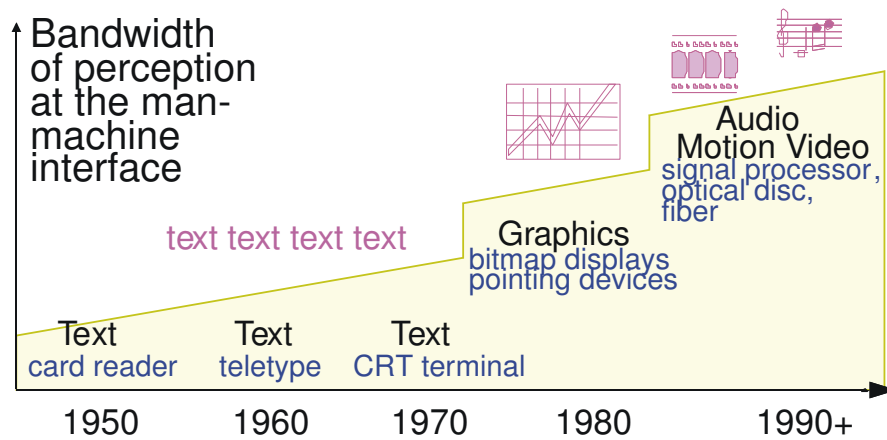 Bandwidth
of perception
at the man-
machine
interface
text text text text
Audio
Motion Video
signal processor,
optical disc,
fiber
Graphics
bitmap displays
pointing devices
Text
card reader
Text
teletype
Text
CRT terminal
1950 1960 1970 1980 1990+